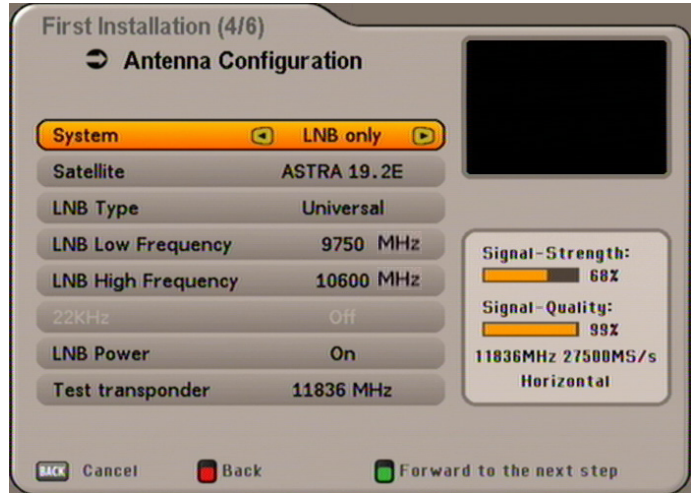 First Installation (4/6)
Antenna Configuration
System LNB only
Satellite ASTRA 19.2E
LNB Type Universal
LNB Low Frequency 9750 MHz
LNB High Frequency 10600 MHz
22KHz Off
LNB Power On
Test transponder 11836 MHz
Signal-Strength:
68%
Signal-Quality:
99%
11836MHz 27500MS/s
Horizontal
BACK Cancel Back Forward to the next step